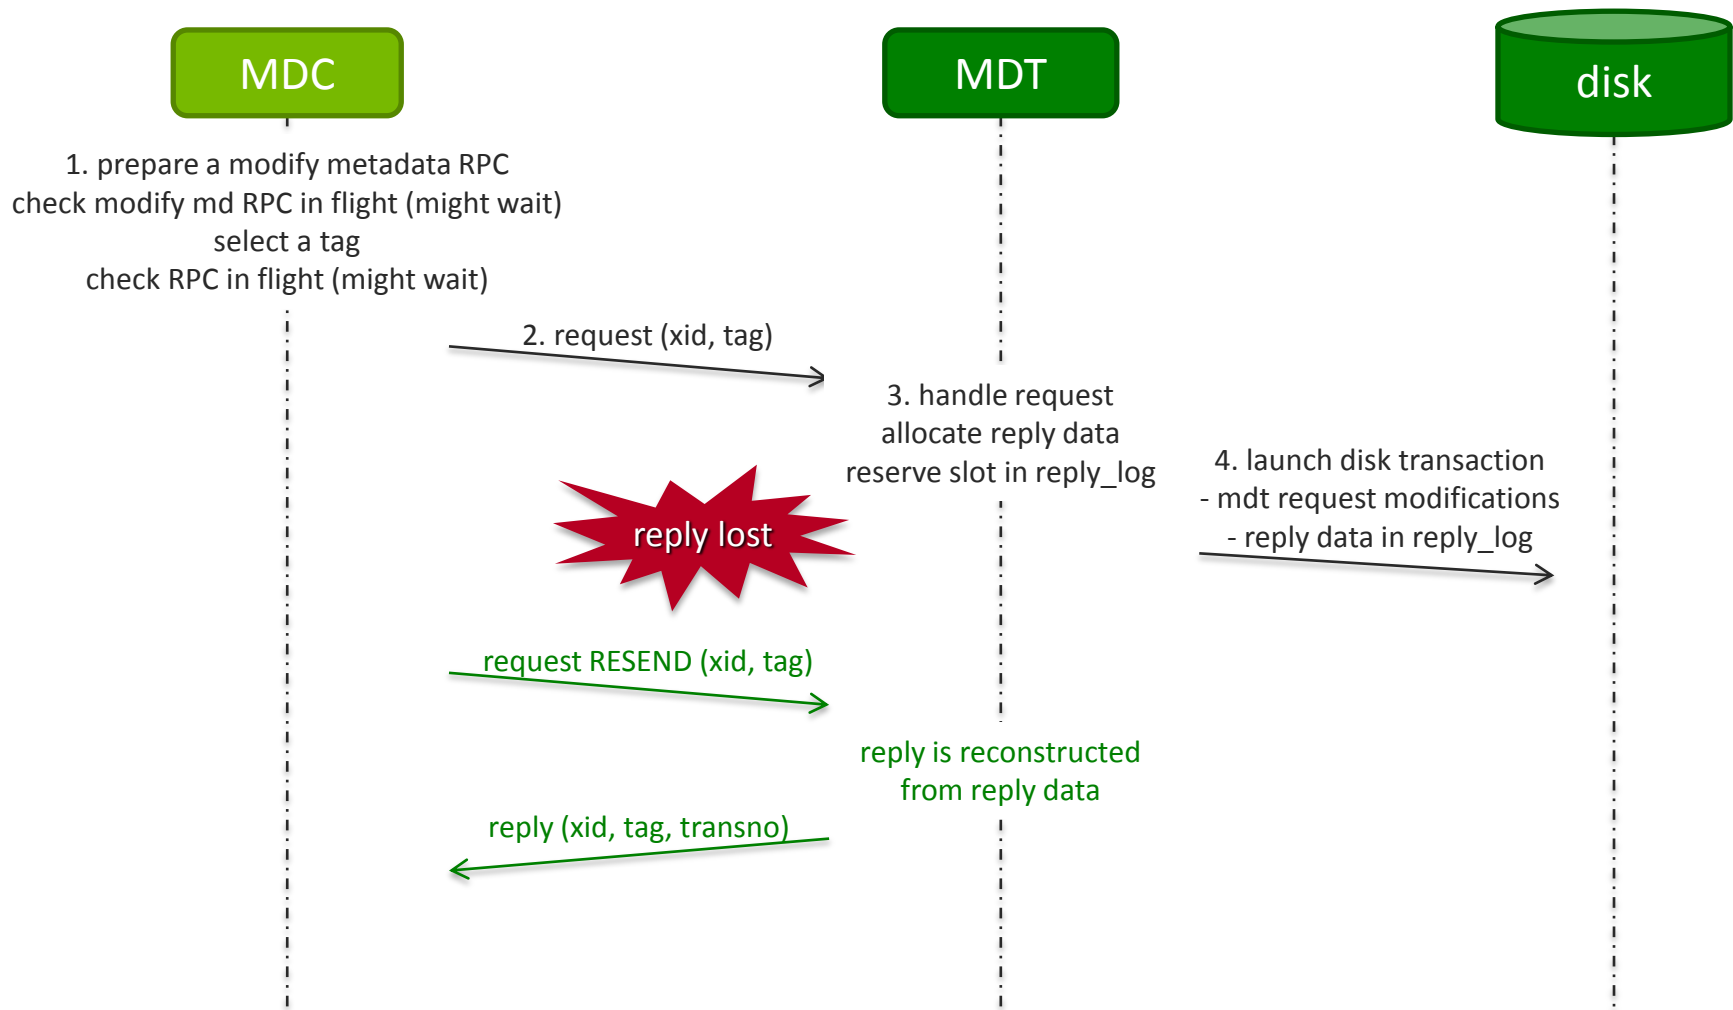 MDC
MDT
disk
1. prepare a modify metadata RPC
check modify md RPC in flight (might wait)
select a tag
check RPC in flight (might wait)
2. request (xid, tag)
3. handle request
allocate reply data
reserve slot in reply_log
4. launch disk transaction
- mdt request modifications
- reply data in reply_log
reply lost
request RESEND (xid, tag)
reply is reconstructed
from reply data
reply (xid, tag, transno)